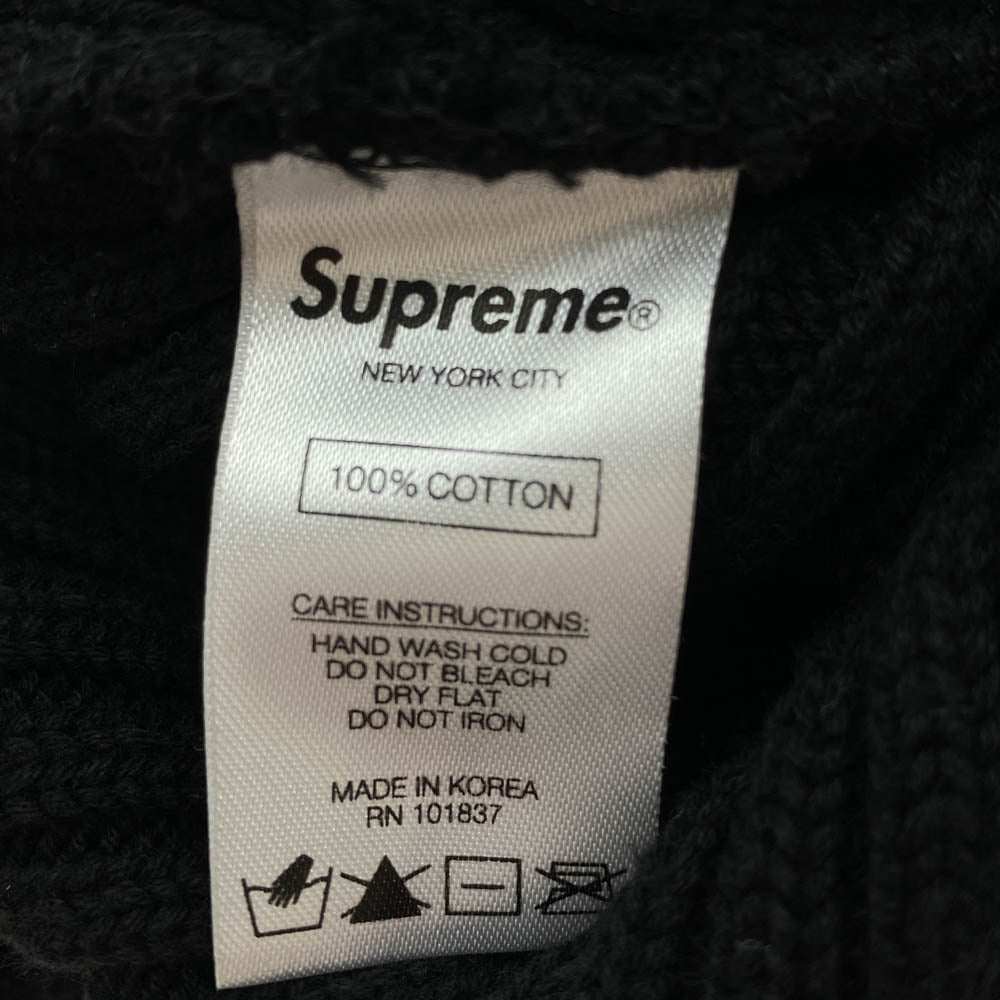 Supreme®
NEW YORK CITY
100% COTTON
CARE INSTRUCTIONS:
HAND WASH COLD
DO NOT BLEACH
DRY FLAT
DO NOT IRON
MADE IN KOREA
RN 101837